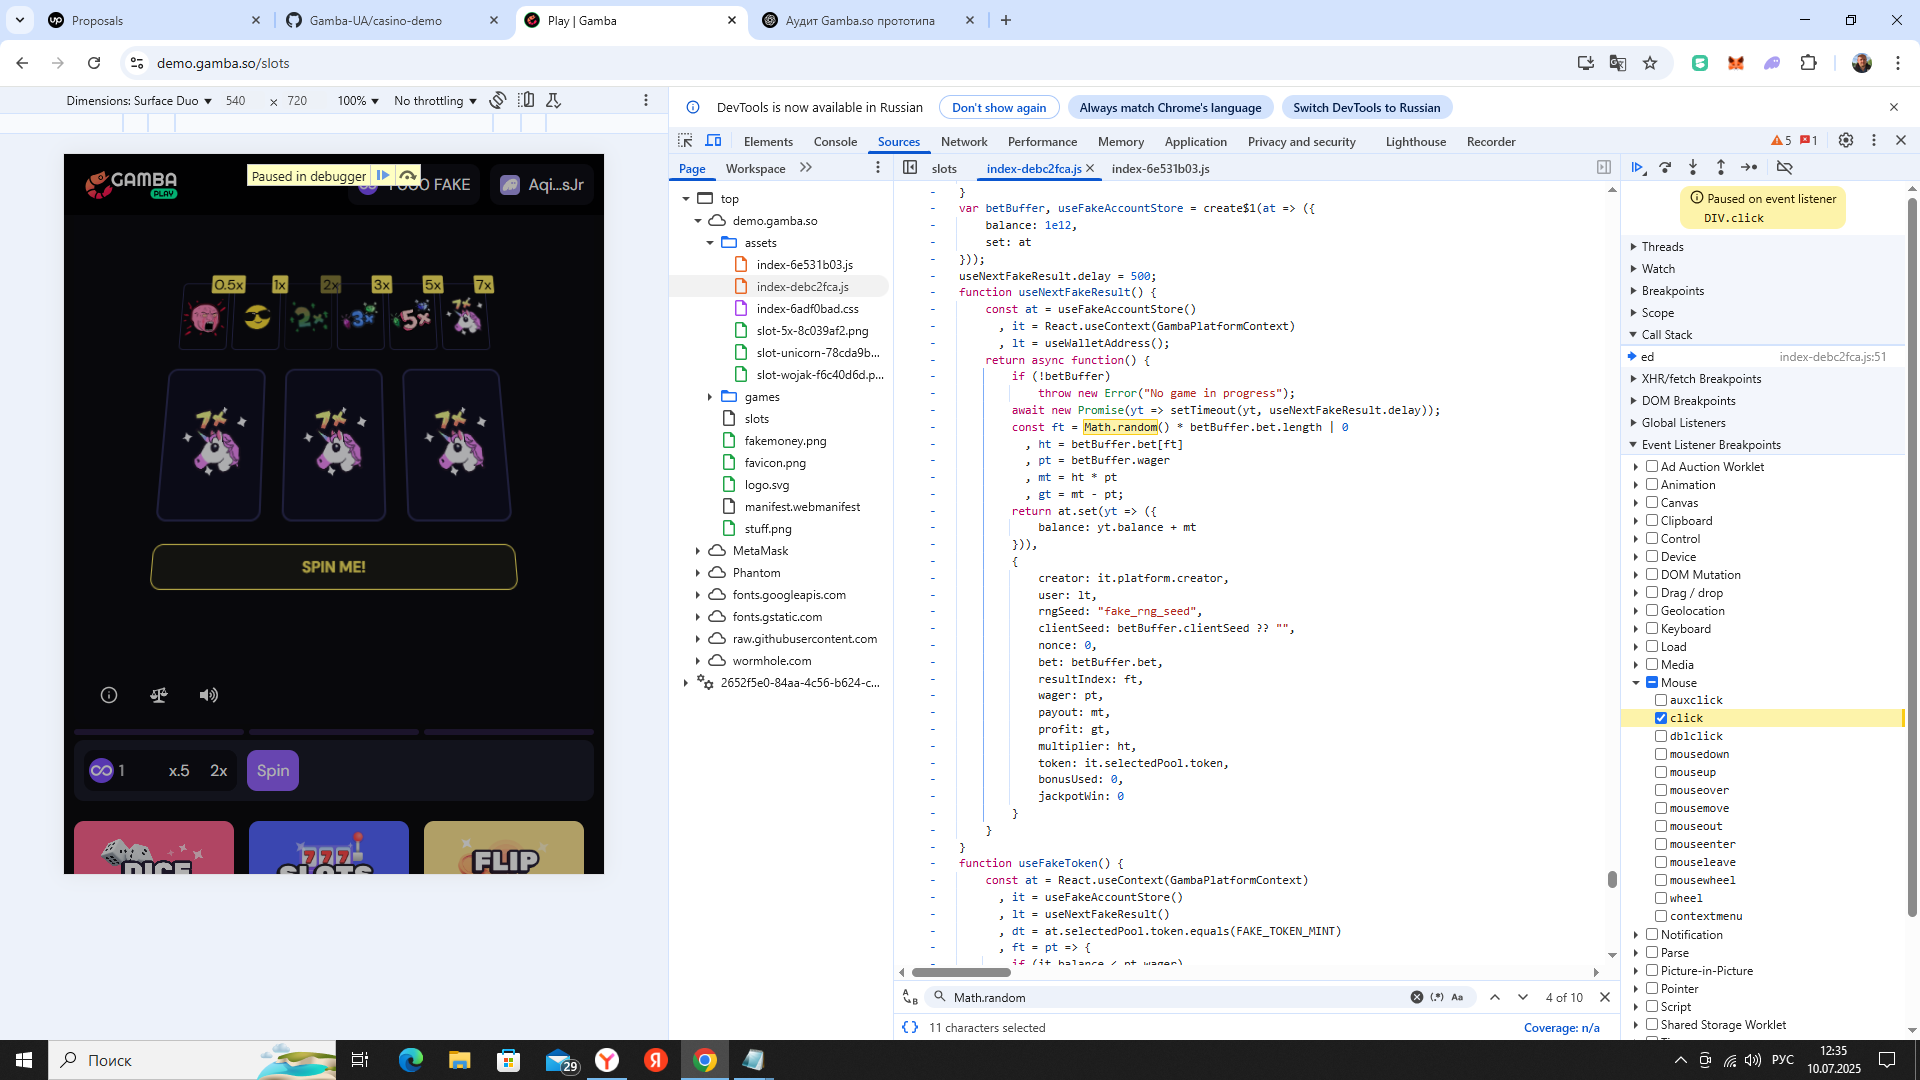 Proposals
Gamba-UA/casino-demo
Play | Gamba
Аудит Gamba.so прототипа
demo.gamba.so/slots
Dimensions: Surface Duo
540
×
720
100%
No throttling
DevTools is now available in Russian
Don't show again
Always match Chrome's language
Switch DevTools to Russian
Elements
Console
Sources
Network
Performance
Memory
Application
Privacy and security
Lighthouse
Recorder
5
1
Page
Workspace
slots
index-debc2fca.js
index-6e531b03.js
GAMBA
PLAY
Paused in debugger
FAKE
Aqi...sJr
0.5x
1x
2x
3x
5x
7x
2x
3x
5x
7x
7x
7x
7x
SPIN ME!
1
x.5
2x
Spin
DICE
777
SLOTS
FLIP
top
demo.gamba.so
assets
index-6e531b03.js
index-debc2fca.js
index-6adf0bad.css
slot-5x-8c039af2.png
slot-unicorn-78cda9b...
slot-wojak-f6c40d6d.p...
games
slots
fakemoney.png
favicon.png
logo.svg
manifest.webmanifest
stuff.png
MetaMask
Phantom
fonts.googleapis.com
fonts.gstatic.com
raw.githubusercontent.com
wormhole.com
2652f5e0-84aa-4c56-b624-c...
}
var betBuffer, useFakeAccountStore = create$1(at => ({
balance: 1e12,
set: at
}));
useNextFakeResult.delay = 500;
function useNextFakeResult() {
const at = useFakeAccountStore()
, it = React.useContext(GambaPlatformContext)
, lt = useWalletAddress();
return async function() {
if (!betBuffer)
throw new Error("No game in progress");
await new Promise(yt => setTimeout(yt, useNextFakeResult.delay));
const ft = Math.random() * betBuffer.bet.length | 0
, ht = betBuffer.bet[ft]
, pt = betBuffer.wager
, mt = ht * pt
, gt = mt - pt;
return at.set(yt => ({
balance: yt.balance + mt
})),
{
creator: it.platform.creator,
user: lt,
rngSeed: "fake_rng_seed",
clientSeed: betBuffer.clientSeed ?? "",
nonce: 0,
bet: betBuffer.bet,
resultIndex: ft,
wager: pt,
payout: mt,
profit: gt,
multiplier: ht,
token: it.selectedPool.token,
bonusUsed: 0,
jackpotWin: 0
}
}
}
function useFakeToken() {
const at = React.useContext(GambaPlatformContext)
, it = useFakeAccountStore()
, lt = useNextFakeResult()
, dt = at.selectedPool.token.equals(FAKE_TOKEN_MINT)
, ft = pt => {
if (it.balance < pt.wager)
Math.random
4 of 10
11 characters selected
Coverage: n/a
Paused on event listener
DIV.click
Threads
Watch
Breakpoints
Scope
Call Stack
ed
index-debc2fca.js:51
XHR/fetch Breakpoints
DOM Breakpoints
Global Listeners
Event Listener Breakpoints
Ad Auction Worklet
Animation
Canvas
Clipboard
Control
Device
DOM Mutation
Drag / drop
Geolocation
Keyboard
Load
Media
Mouse
auxclick
click
dblclick
mousedown
mouseup
mouseover
mousemove
mouseout
mouseenter
mouseleave
mousewheel
wheel
contextmenu
Notification
Parse
Picture-in-Picture
Pointer
Script
Shared Storage Worklet
Поиск
29
РУС
12:35
10.07.2025